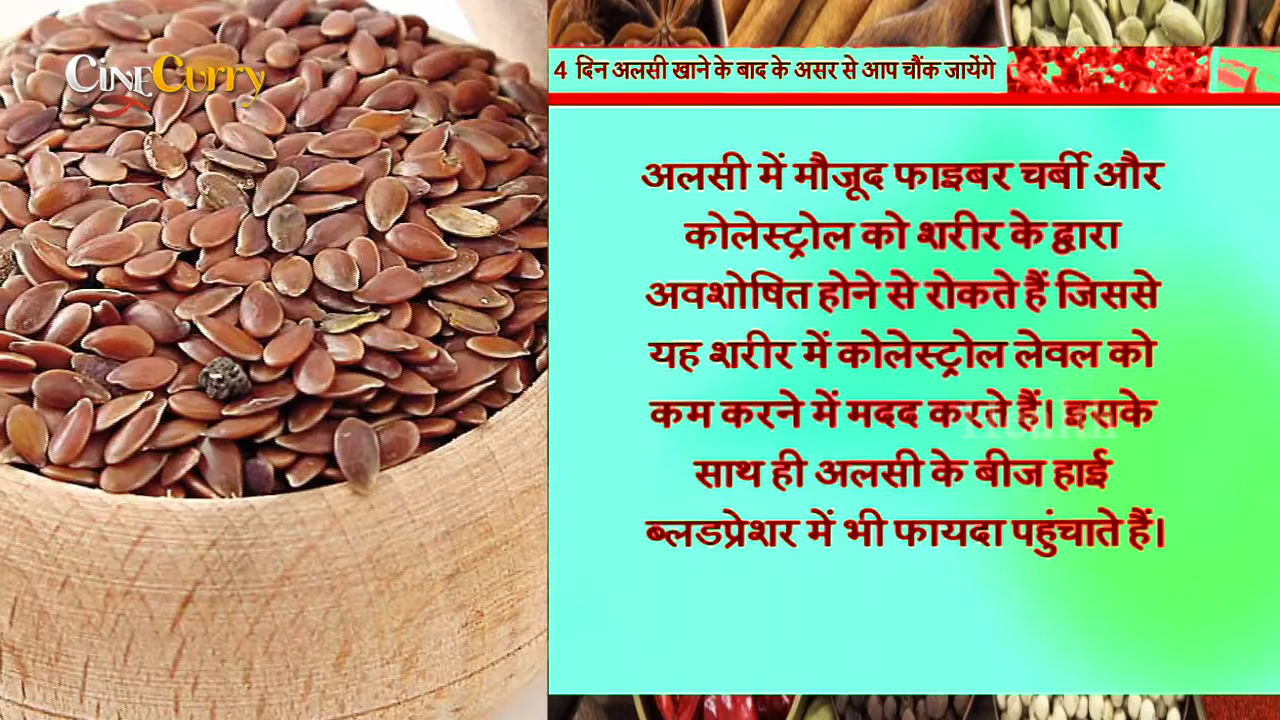 CINECURRY
4 दिन अलसी खाने के बाद के असर से आप चौंक जायेंगे
अलसी में मौजूद फाइबर चर्बी और
कोलेस्ट्रोल को शरीर के द्वारा
अवशोषित होने से रोकते हैं जिससे
यह शरीर में कोलेस्ट्रोल लेवल को
कम करने में मदद करते हैं। इसके
साथ ही अलसी के बीज हाई
ब्लडप्रेशर में भी फायदा पहुंचाते हैं।
Health